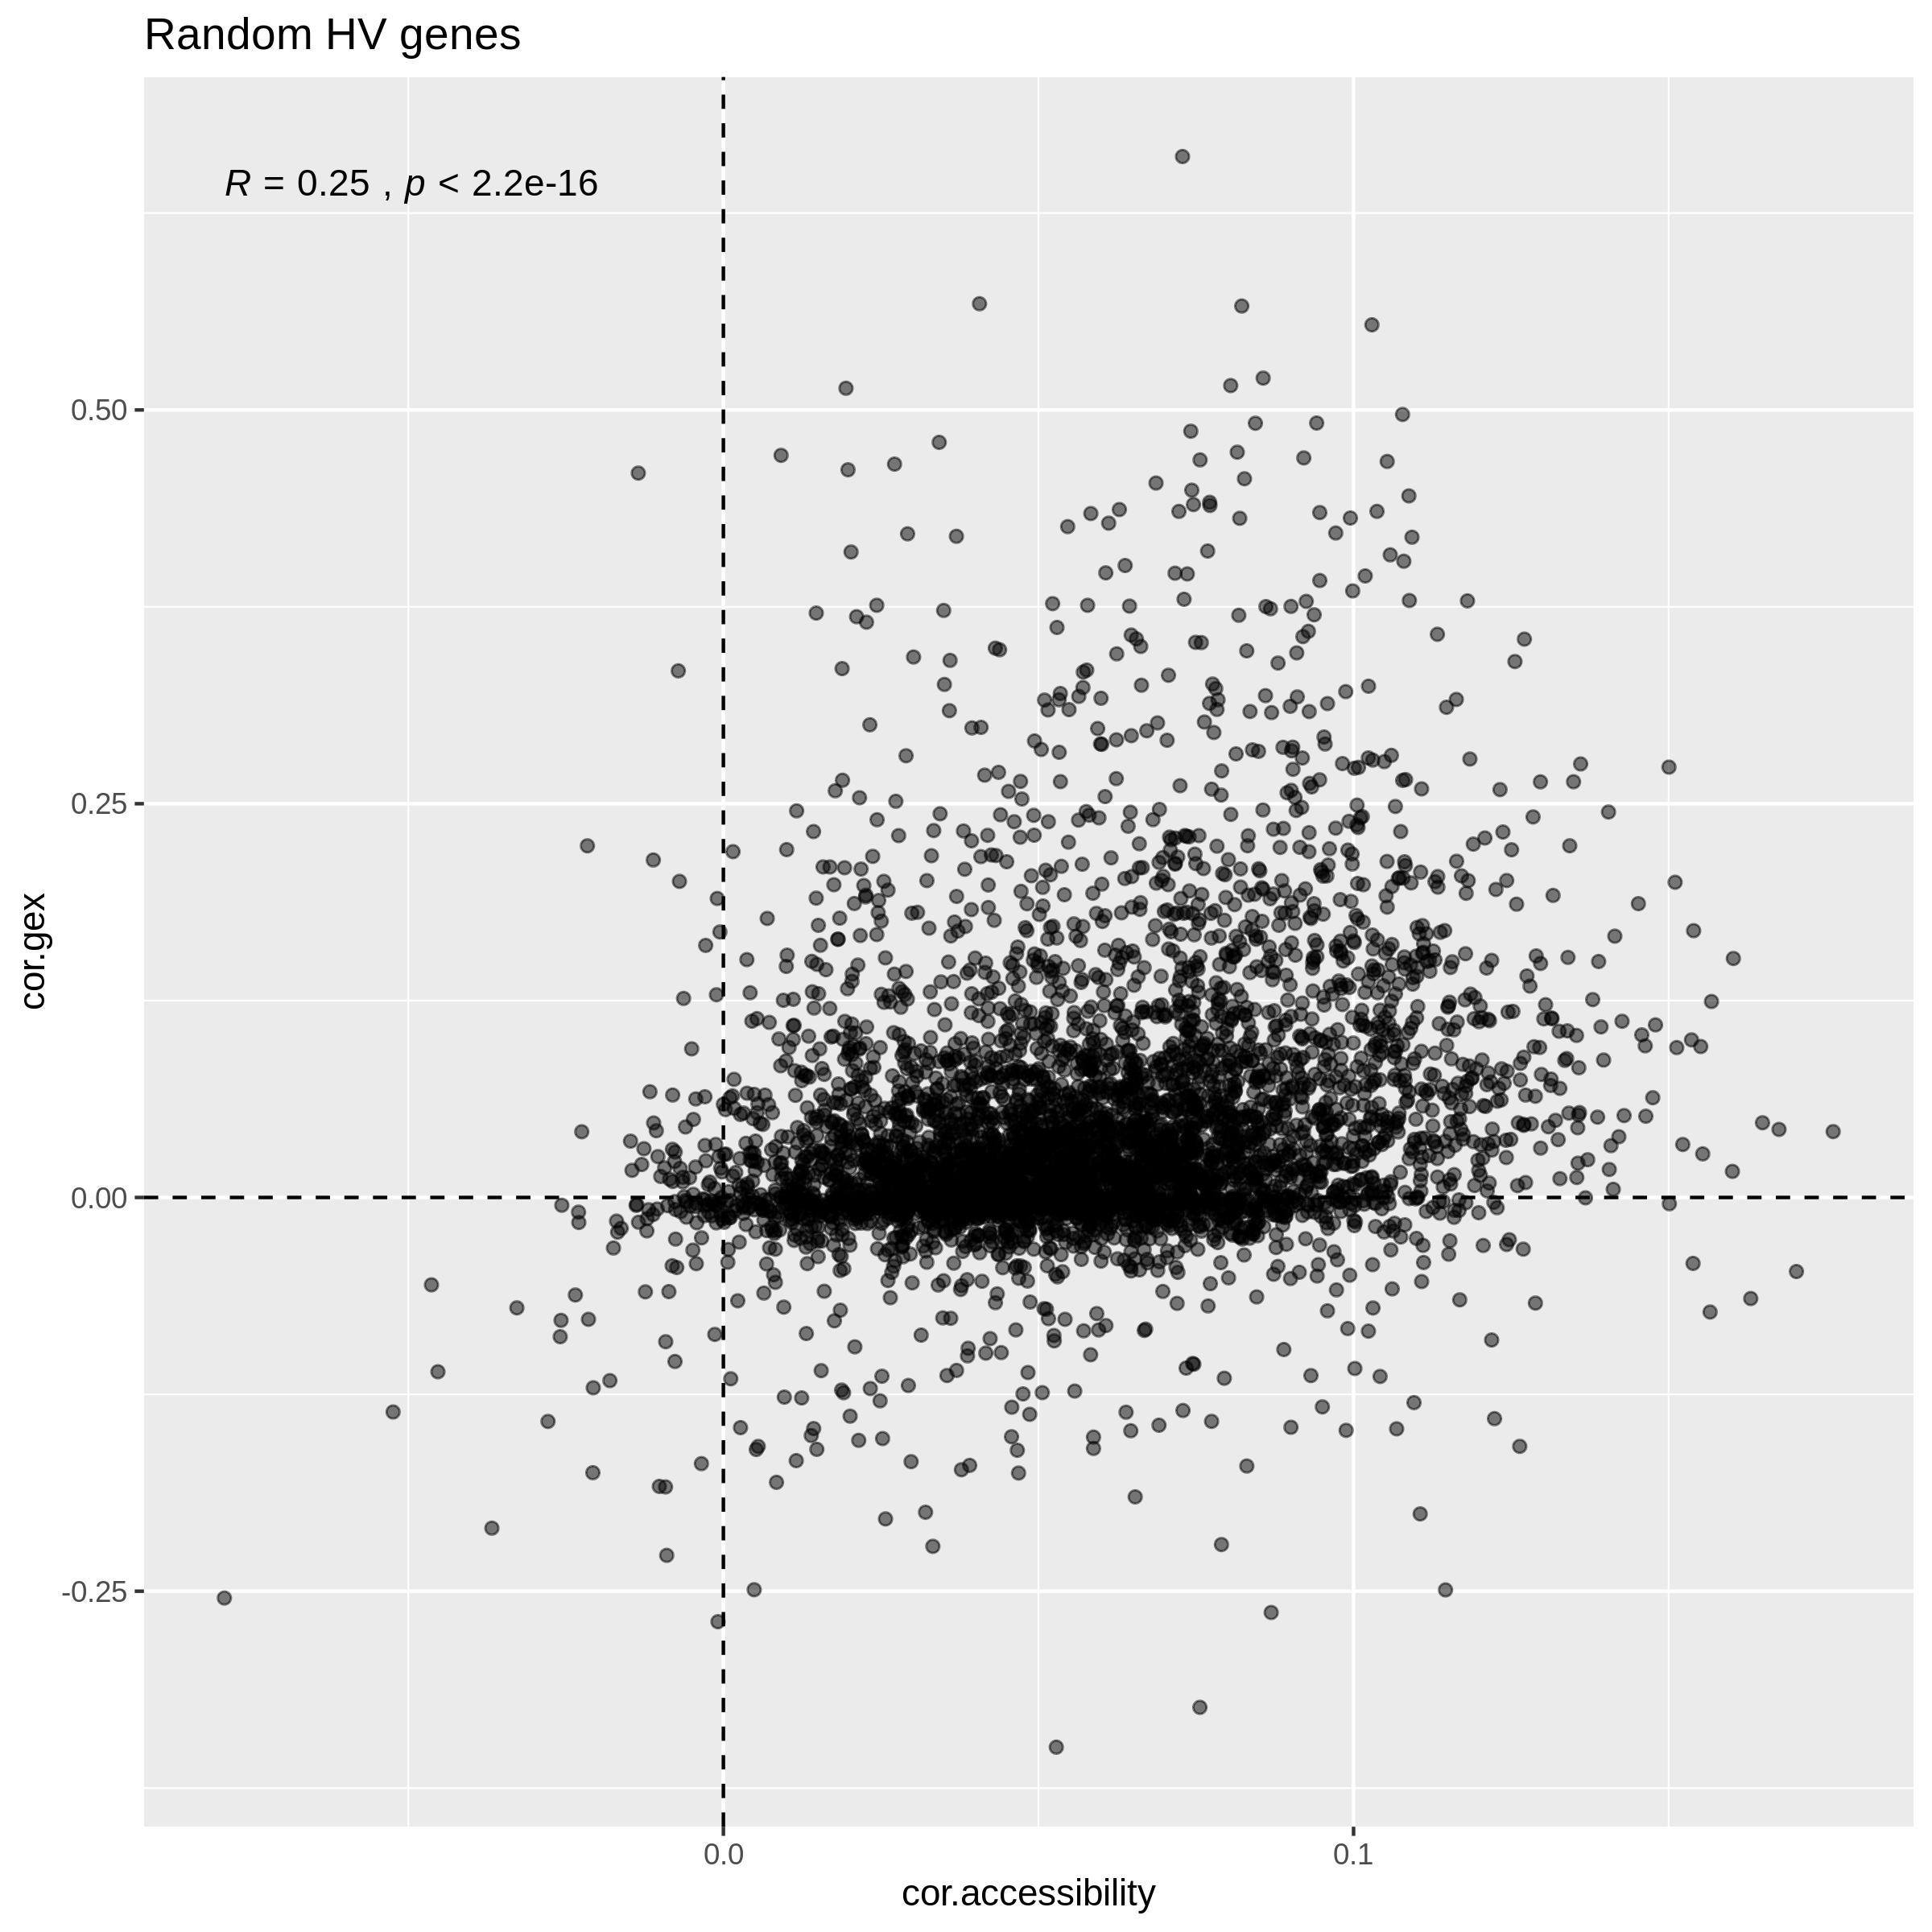 Random HV genes
R = 0.25 , p < 2.2e-16
0.50
0.25
0.00
-0.25
cor.gex
0.0 0.1
cor.accessibility